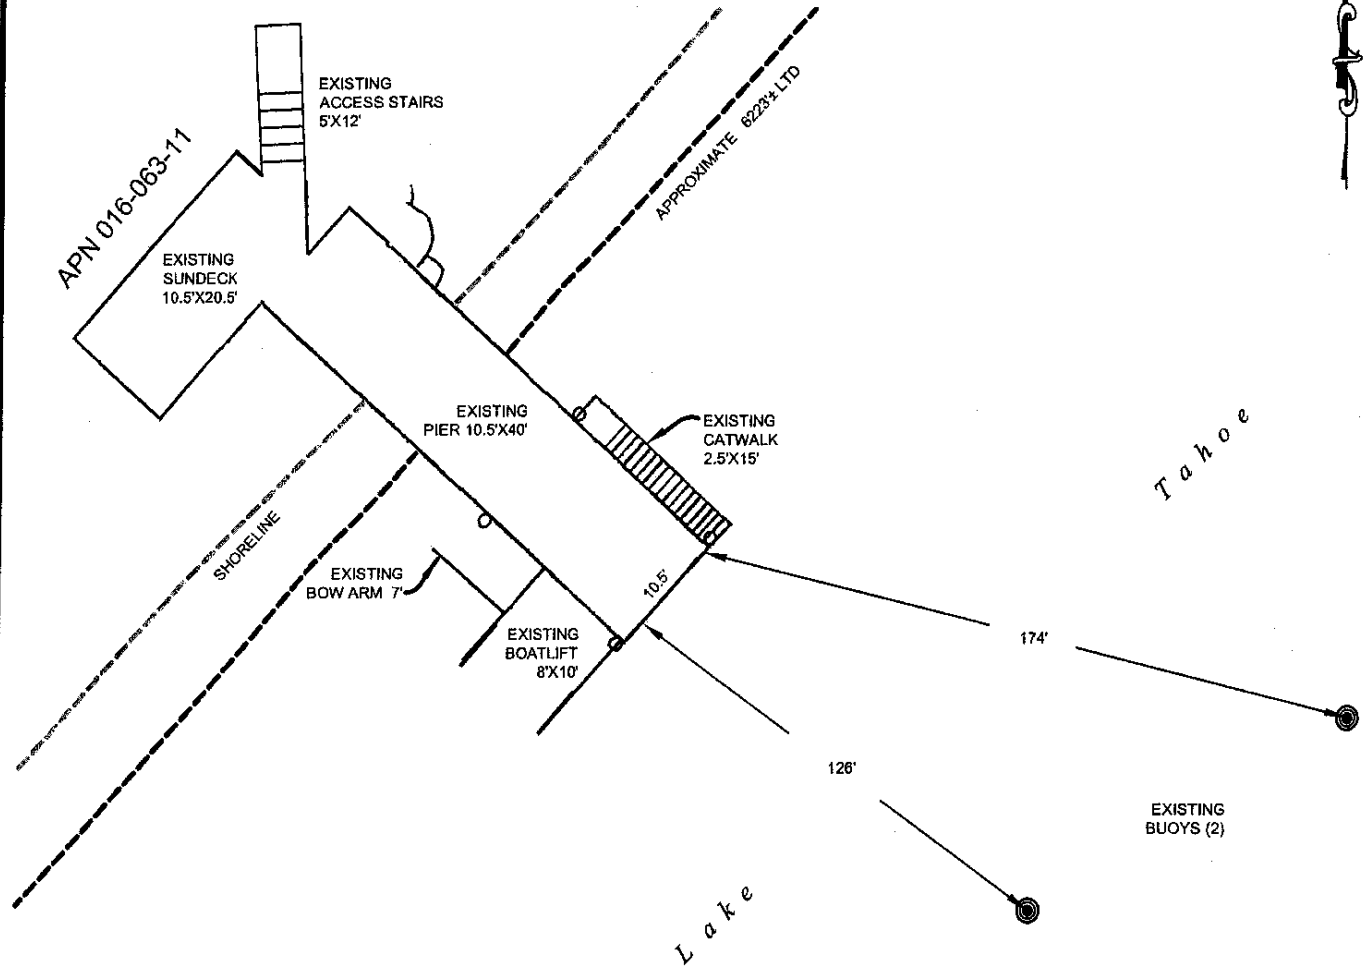 EXISTING
ACCESS STAIRS
5'X12'
APN 016-063-11
EXISTING
SUNDECK
10.5'X20.5'
APPROXIMATE 6223'± LTD
EXISTING
PIER 10.5'X40'
EXISTING
CATWALK
2.5'X15'
Tahoe
SHORELINE
EXISTING
BOW ARM 7'
10.5'
EXISTING
BOATLIFT
8'X10'
174'
126'
EXISTING
BUOYS (2)
Lake